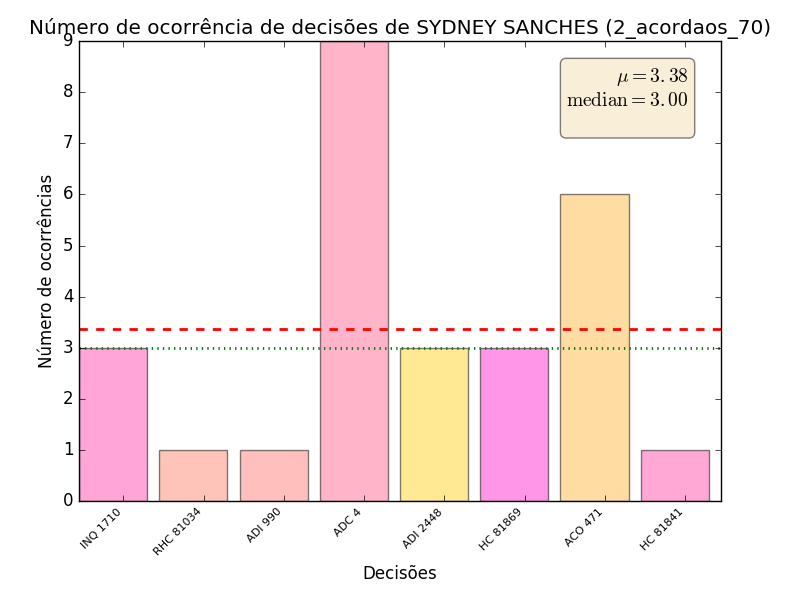 Número de ocorrência de decisões de SYDNEY SANCHES (2_acordaos_70)
μ = 3.38
median = 3.00
Número de ocorrências
9
8
7
6
5
4
3
2
1
0
INQ 1710
RHC 81034
ADI 990
ADC 4
ADI 2448
HC 81869
ACO 471
HC 81841
Decisões